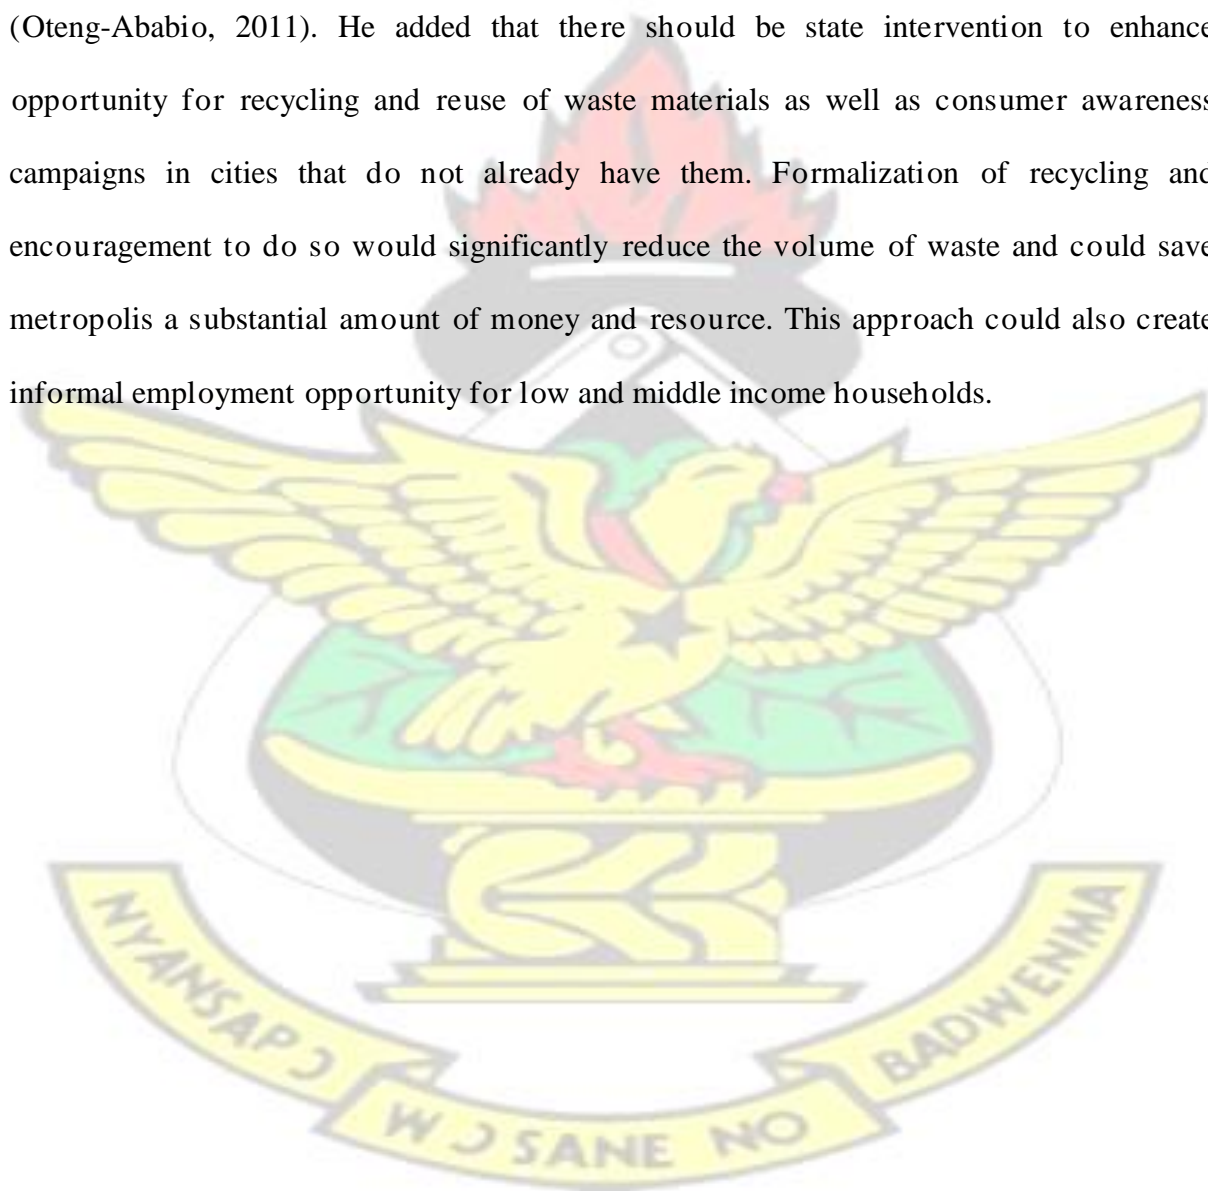 (Oteng-Ababio, 2011). He added that there should be state intervention to enhance
opportunity for recycling and reuse of waste materials as well as consumer awareness
campaigns in cities that do not already have them. Formalization of recycling and
encouragement to do so would significantly reduce the volume of waste and could save
metropolis a substantial amount of money and resource. This approach could also create
informal employment opportunity for low and middle income households.
NYANSAPƆ
WƆSANE NO
BADWENMA